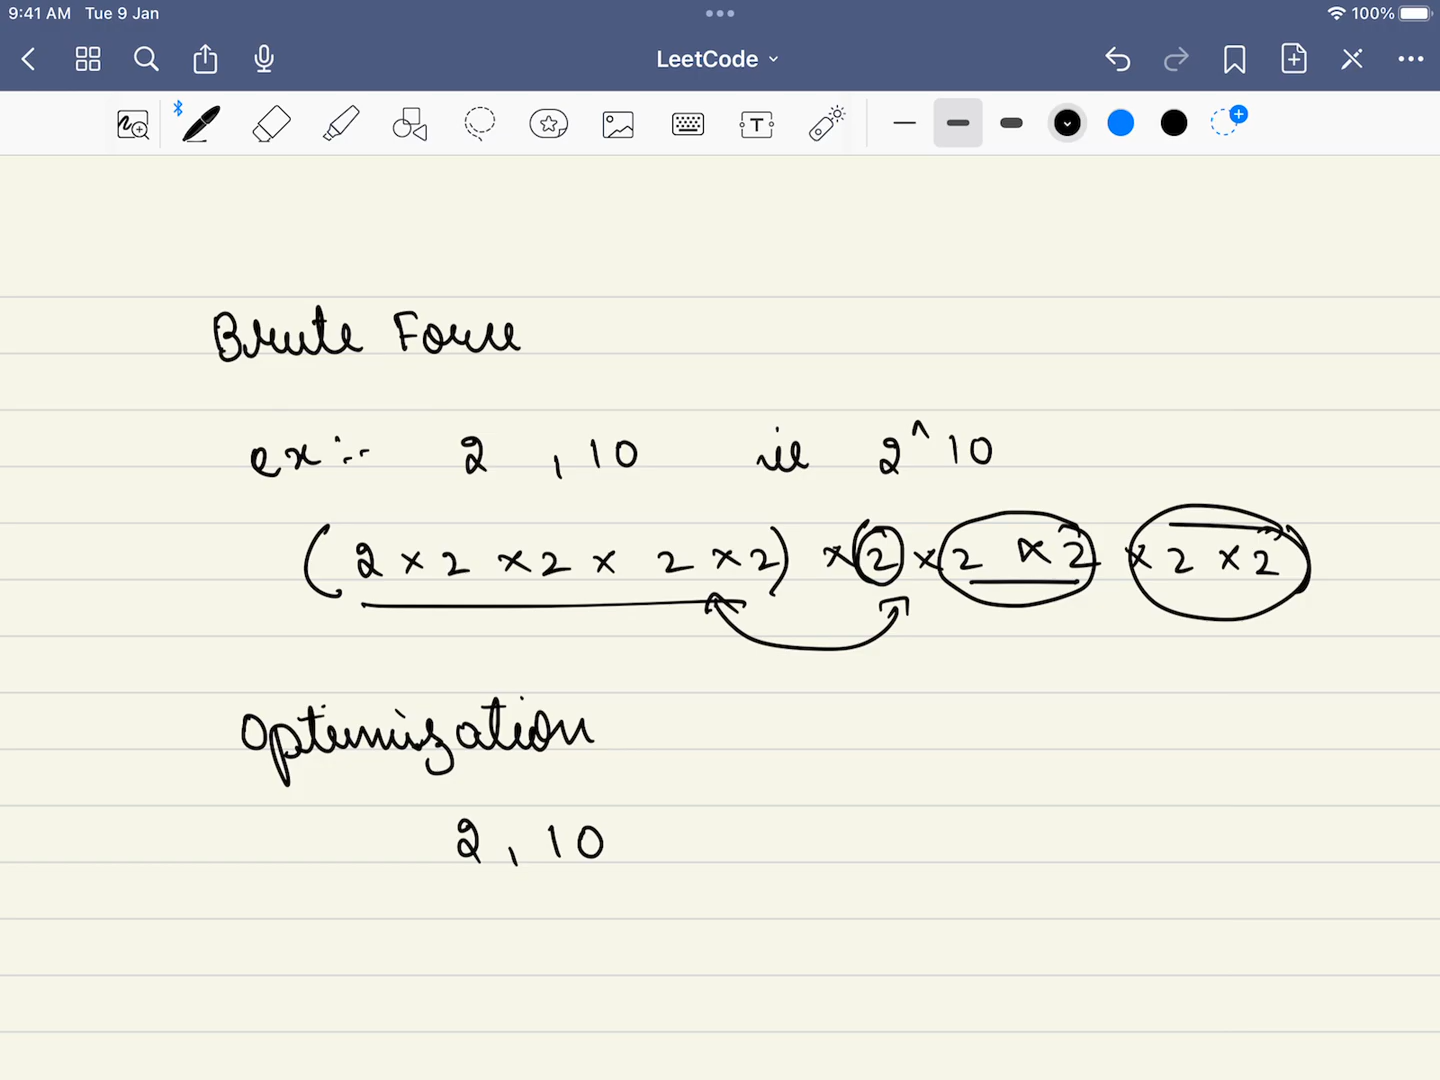 9:41 AM Tue 9 Jan 100%
LeetCode
T
Brute Force
ex :- 2 , 10 ie 2^10
(2 × 2 × 2 × 2 × 2) × (2 × 2 × 2 × 2 × 2)
Optimization
2, 10